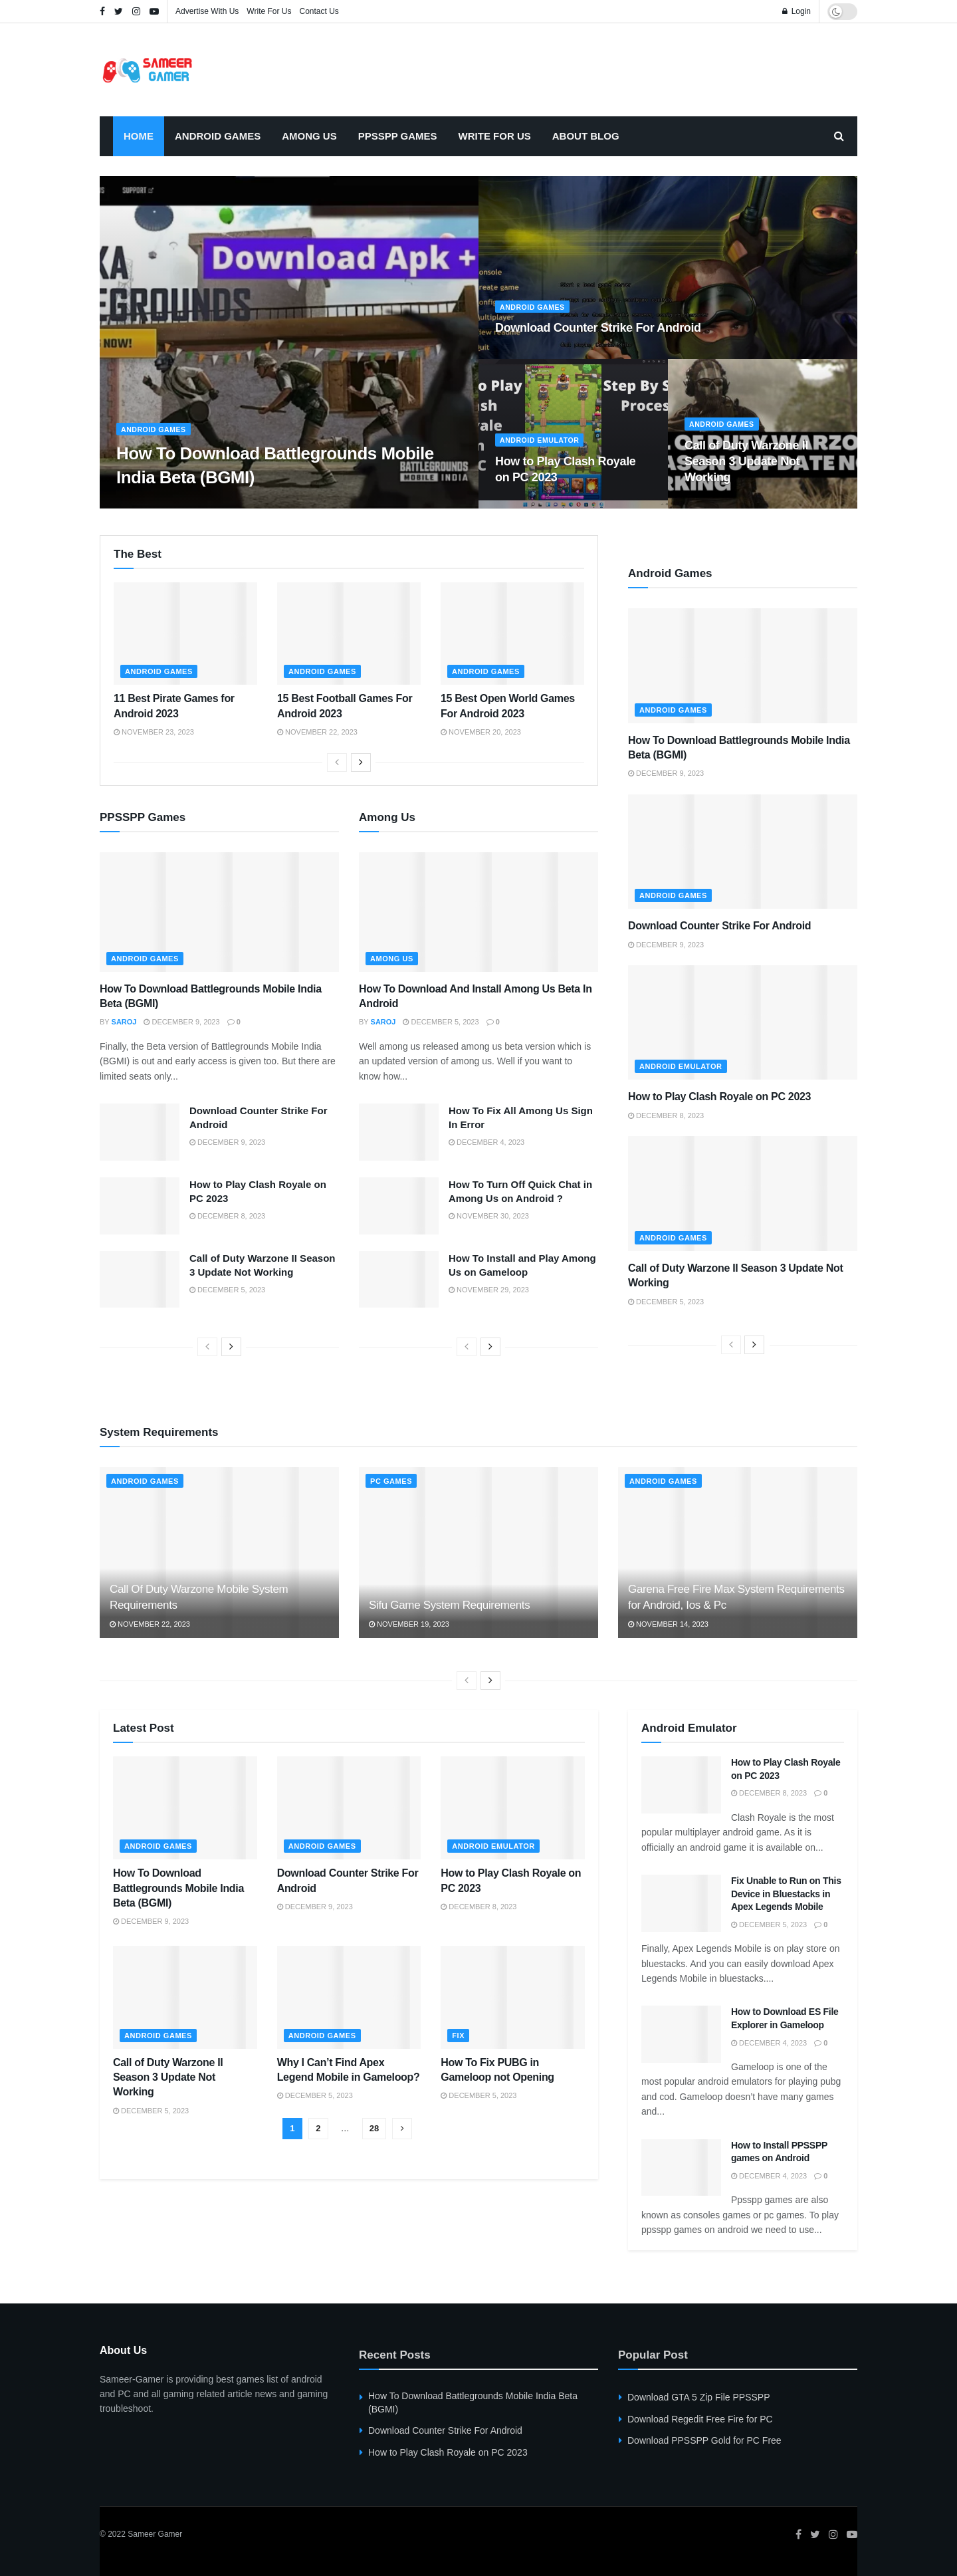 Advertise With Us Write For Us Contact Us
Login
SAMEER
GAMER
HOME ANDROID GAMES AMONG US PPSSPP GAMES WRITE FOR US ABOUT BLOG
SUPPORT
Download Apk +
ANDROID GAMES
How To Download Battlegrounds Mobile
India Beta (BGMI)
BATTLEGROUNDS
MOBILE INDIA
ANDROID GAMES
Download Counter Strike For Android
Step By S
Proces
ANDROID EMULATOR
How to Play Clash Royale
on PC 2023
ANDROID GAMES
Call of Duty Warzone II
Season 3 Update Not
Working
The Best
ANDROID GAMES
11 Best Pirate Games for
Android 2023
NOVEMBER 23, 2023
ANDROID GAMES
15 Best Football Games For
Android 2023
NOVEMBER 22, 2023
ANDROID GAMES
15 Best Open World Games
For Android 2023
NOVEMBER 20, 2023
PPSSPP Games
ANDROID GAMES
How To Download Battlegrounds Mobile India
Beta (BGMI)
BY SAROJ DECEMBER 9, 2023 0
Finally, the Beta version of Battlegrounds Mobile India
(BGMI) is out and early access is given too. But there are
limited seats only...
Download Counter Strike For
Android
DECEMBER 9, 2023
How to Play Clash Royale on
PC 2023
DECEMBER 8, 2023
Call of Duty Warzone II Season
3 Update Not Working
DECEMBER 5, 2023
Among Us
AMONG US
How To Download And Install Among Us Beta In
Android
BY SAROJ DECEMBER 5, 2023 0
Well among us released among us beta version which is
an updated version of among us. Well if you want to
know how...
How To Fix All Among Us Sign
In Error
DECEMBER 4, 2023
How To Turn Off Quick Chat in
Among Us on Android ?
NOVEMBER 30, 2023
How To Install and Play Among
Us on Gameloop
NOVEMBER 29, 2023
Android Games
ANDROID GAMES
How To Download Battlegrounds Mobile India
Beta (BGMI)
DECEMBER 9, 2023
ANDROID GAMES
Download Counter Strike For Android
DECEMBER 9, 2023
ANDROID EMULATOR
How to Play Clash Royale on PC 2023
DECEMBER 8, 2023
ANDROID GAMES
Call of Duty Warzone II Season 3 Update Not
Working
DECEMBER 5, 2023
System Requirements
ANDROID GAMES
Call Of Duty Warzone Mobile System
Requirements
NOVEMBER 22, 2023
PC GAMES
Sifu Game System Requirements
NOVEMBER 19, 2023
ANDROID GAMES
Garena Free Fire Max System Requirements
for Android, Ios & Pc
NOVEMBER 14, 2023
Latest Post
ANDROID GAMES
How To Download
Battlegrounds Mobile India
Beta (BGMI)
DECEMBER 9, 2023
ANDROID GAMES
Download Counter Strike For
Android
DECEMBER 9, 2023
ANDROID EMULATOR
How to Play Clash Royale on
PC 2023
DECEMBER 8, 2023
ANDROID GAMES
Call of Duty Warzone II
Season 3 Update Not
Working
DECEMBER 5, 2023
ANDROID GAMES
Why I Can’t Find Apex
Legend Mobile in Gameloop?
DECEMBER 5, 2023
FIX
How To Fix PUBG in
Gameloop not Opening
DECEMBER 5, 2023
1 2 … 28
Android Emulator
How to Play Clash Royale
on PC 2023
DECEMBER 8, 2023 0
Clash Royale is the most
popular multiplayer android game. As it is
officially an android game it is available on...
Fix Unable to Run on This
Device in Bluestacks in
Apex Legends Mobile
DECEMBER 5, 2023 0
Finally, Apex Legends Mobile is on play store on
bluestacks. And you can easily download Apex
Legends Mobile in bluestacks....
How to Download ES File
Explorer in Gameloop
DECEMBER 4, 2023 0
Gameloop is one of the
most popular android emulators for playing pubg
and cod. Gameloop doesn’t have many games
and...
How to Install PPSSPP
games on Android
DECEMBER 4, 2023 0
Ppsspp games are also
known as consoles games or pc games. To play
ppsspp games on android we need to use...
About Us
Sameer-Gamer is providing best games list of android
and PC and all gaming related article news and gaming
troubleshoot.
Recent Posts
How To Download Battlegrounds Mobile India Beta
(BGMI)
Download Counter Strike For Android
How to Play Clash Royale on PC 2023
Popular Post
Download GTA 5 Zip File PPSSPP
Download Regedit Free Fire for PC
Download PPSSPP Gold for PC Free
© 2022 Sameer Gamer